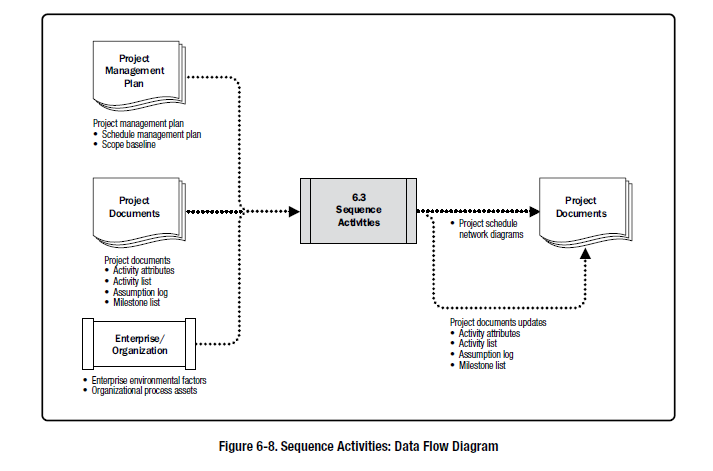 Project
Management
Plan
Project management plan
• Schedule management plan
• Scope baseline
Project
Documents
Project documents
• Activity attributes
• Activity list
• Assumption log
• Milestone list
Enterprise/
Organization
• Enterprise environmental factors
• Organizational process assets
6.3
Sequence
Activities
• Project schedule
network diagrams
Project
Documents
Project documents updates
• Activity attributes
• Activity list
• Assumption log
• Milestone list
Figure 6-8. Sequence Activities: Data Flow Diagram